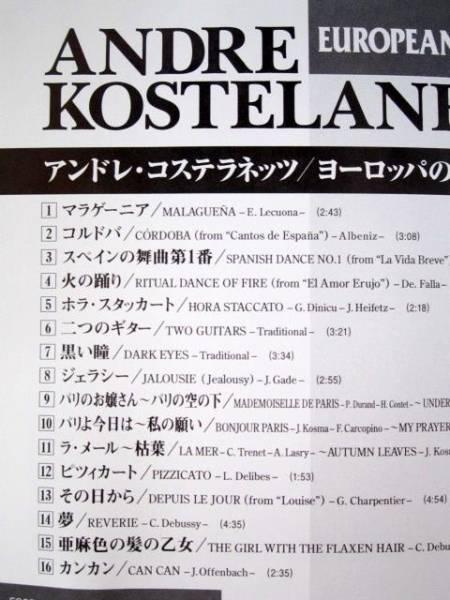 ANDRE
EUROPEAN
KOSTELANE
アンドレ・コステラネッツ/ヨーロッパの
1 マラゲーニア/MALAGUEÑA –E. Lecuona– (2:43)
2 コルドバ/CÓRDOBA (from “Cantos de España”) –Albeniz– (3:08)
3 スペインの舞曲第1番/SPANISH DANCE NO.1 (from “La Vida Breve”
4 火の踊り/RITUAL DANCE OF FIRE (from “El Amor Erujo”) –De. Falla–
5 ホラ・スタッカート/HORA STACCATO –G. Dinicu –J. Heifetz– (2:18)
6 二つのギター/TWO GUITARS –Traditional– (3:21)
7 黒い瞳/DARK EYES –Traditional– (3:34)
8 ジェラシー/JALOUSIE (Jealousy) –J. Gade– (2:55)
9 パリのお嬢さん〜パリの空の下/MADEMOISELLE DE PARIS –P. Durand–H. Contet– ~UNDER
10 パリよ今日は〜私の願い/BONJOUR PARIS –J. Kosma–F. Carcopino– ~MY PRAYER
11 ラ・メール〜枯葉/LA MER –C. Trenet–A. Lasry– ~AUTUMN LEAVES –J. Kos
12 ピツィカート/PIZZICATO –L. Delibes– (1:53)
13 その日から/DEPUIS LE JOUR (from “Louise”) –G. Charpentier– (4:54)
14 夢/REVERIE –C. Debussy– (4:35)
15 亜麻色の髪の乙女/THE GIRL WITH THE FLAXEN HAIR –C. Debu
16 カンカン/CAN CAN –J.Offenbach– (2:35)